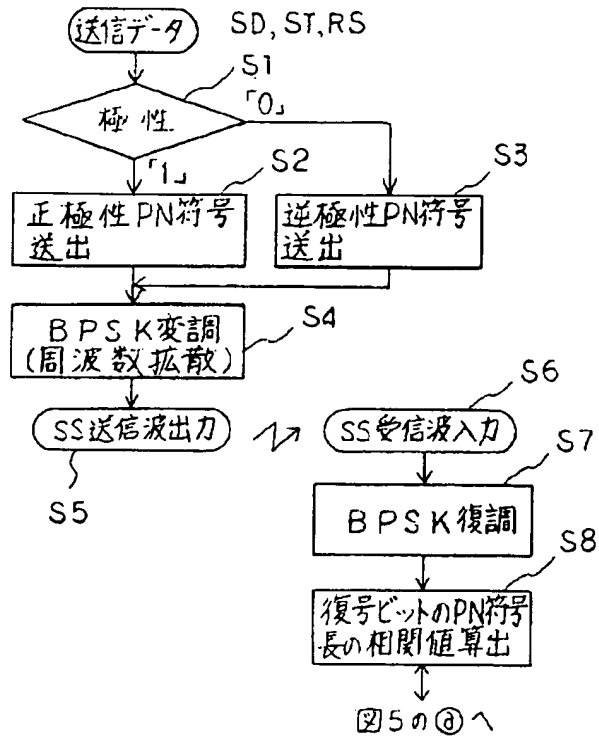 送信データ
SD, ST, RS
S1
極性
「0」
「1」
S2
S3
正極性PN符号
送出
逆極性PN符号
送出
BPSK変調
(周波数拡散)
S4
SS送信波出力
S5
S6
SS受信波入力
S7
BPSK復調
S8
復号ビットのPN符号
長の相関値算出
図5のⓐへ